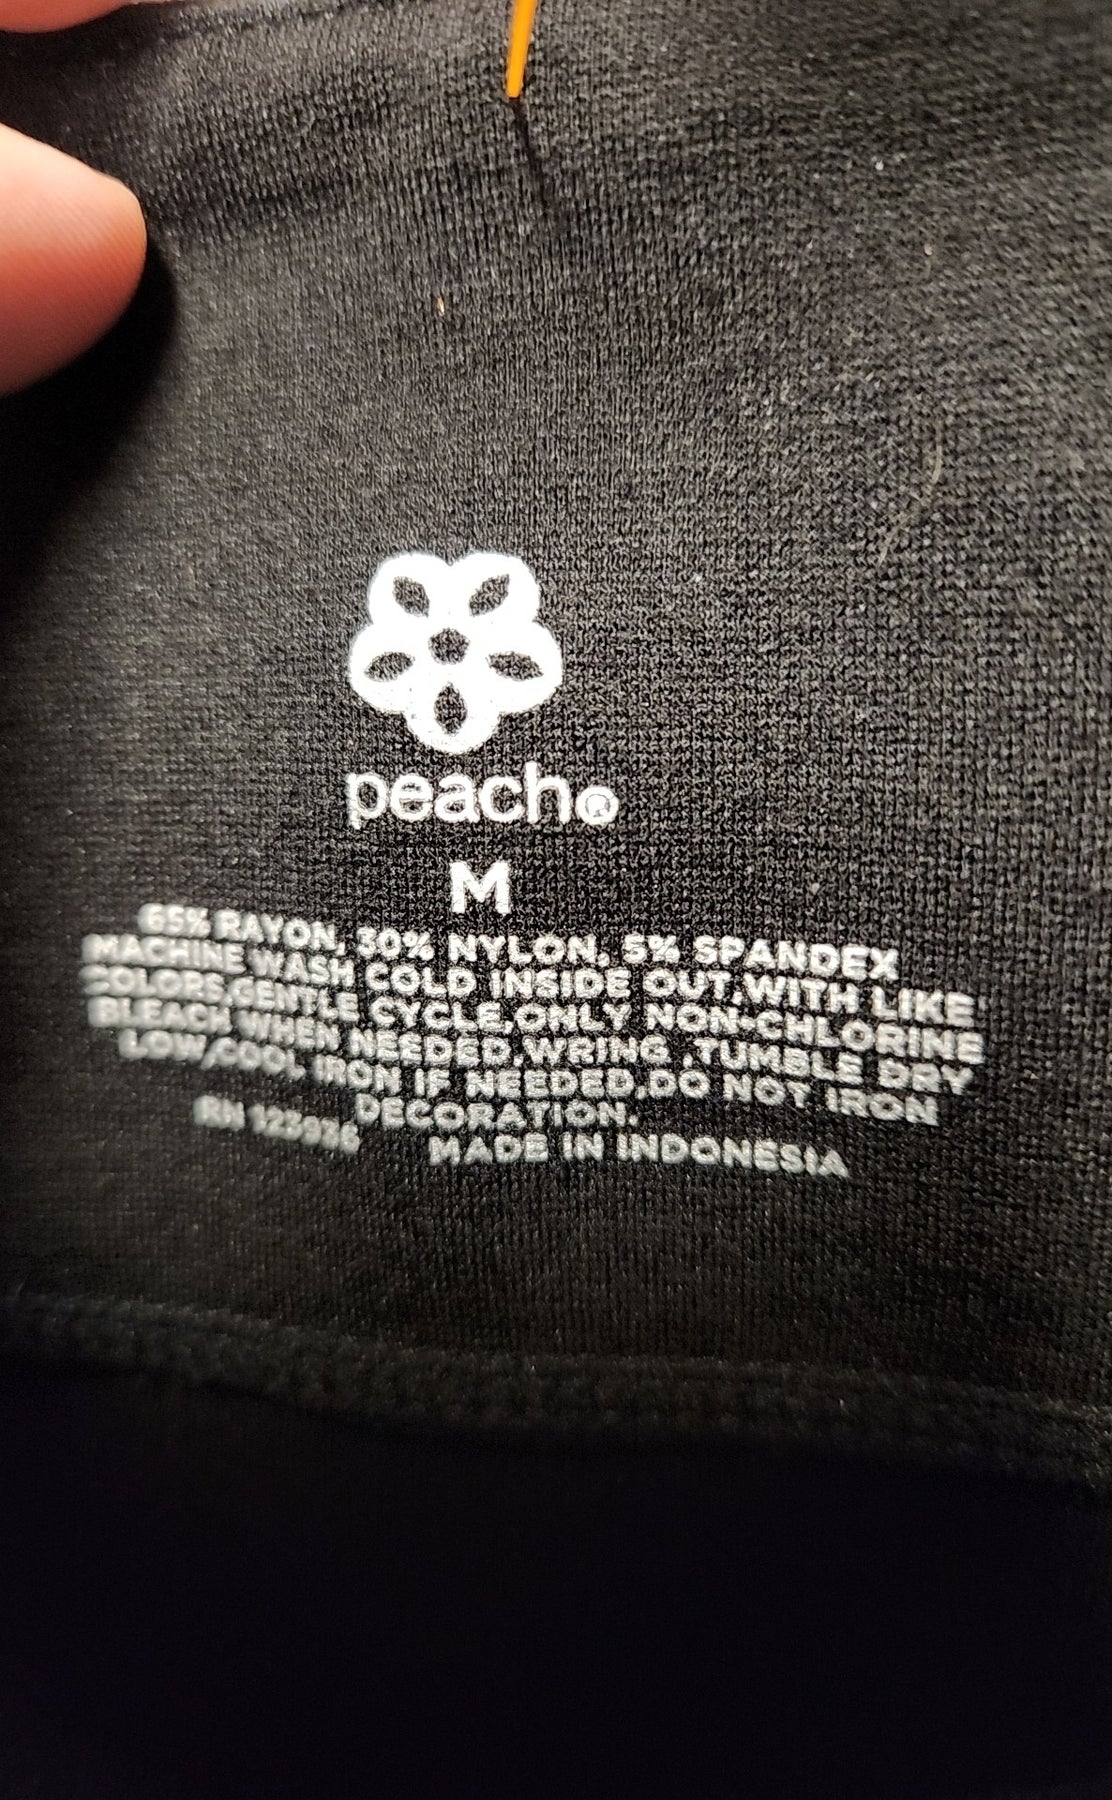 peach®
M
65% RAYON, 30% NYLON, 5% SPANDEX
MACHINE WASH COLD INSIDE OUT,WITH LIKE
COLORS,GENTLE CYCLE,ONLY NON-CHLORINE
BLEACH WHEN NEEDED,WRING ,TUMBLE DRY
LOW,COOL IRON IF NEEDED,DO NOT IRON
DECORATION.
RN MADE IN INDONESIA